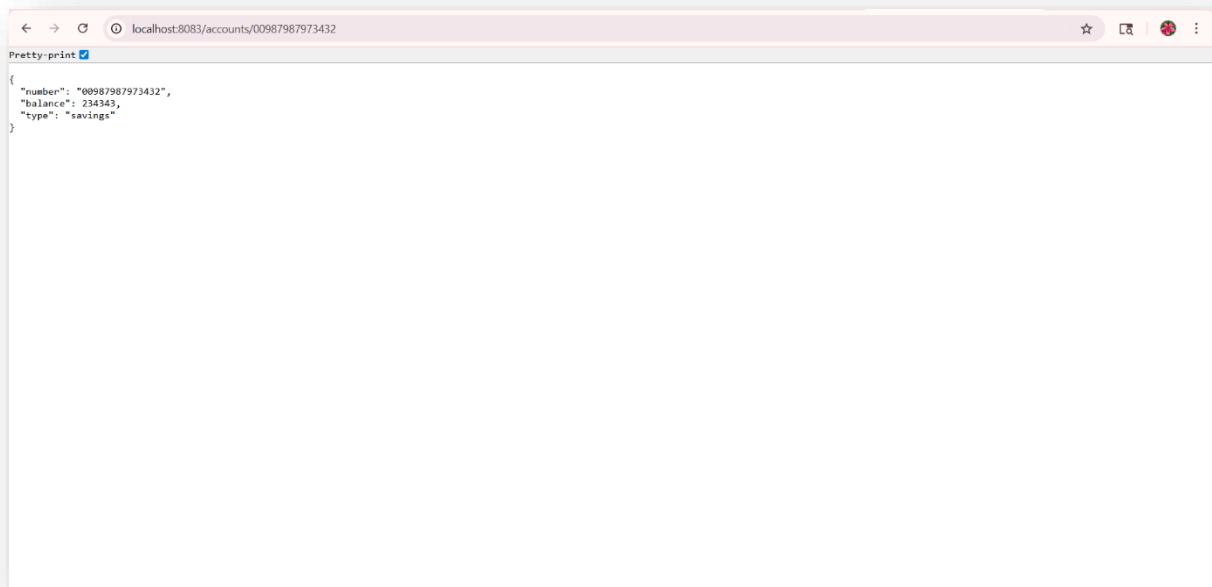 localhost:8083/accounts/00987987973432
Pretty-print
{
"number": "00987987973432",
"balance": 234343,
"type": "savings"
}